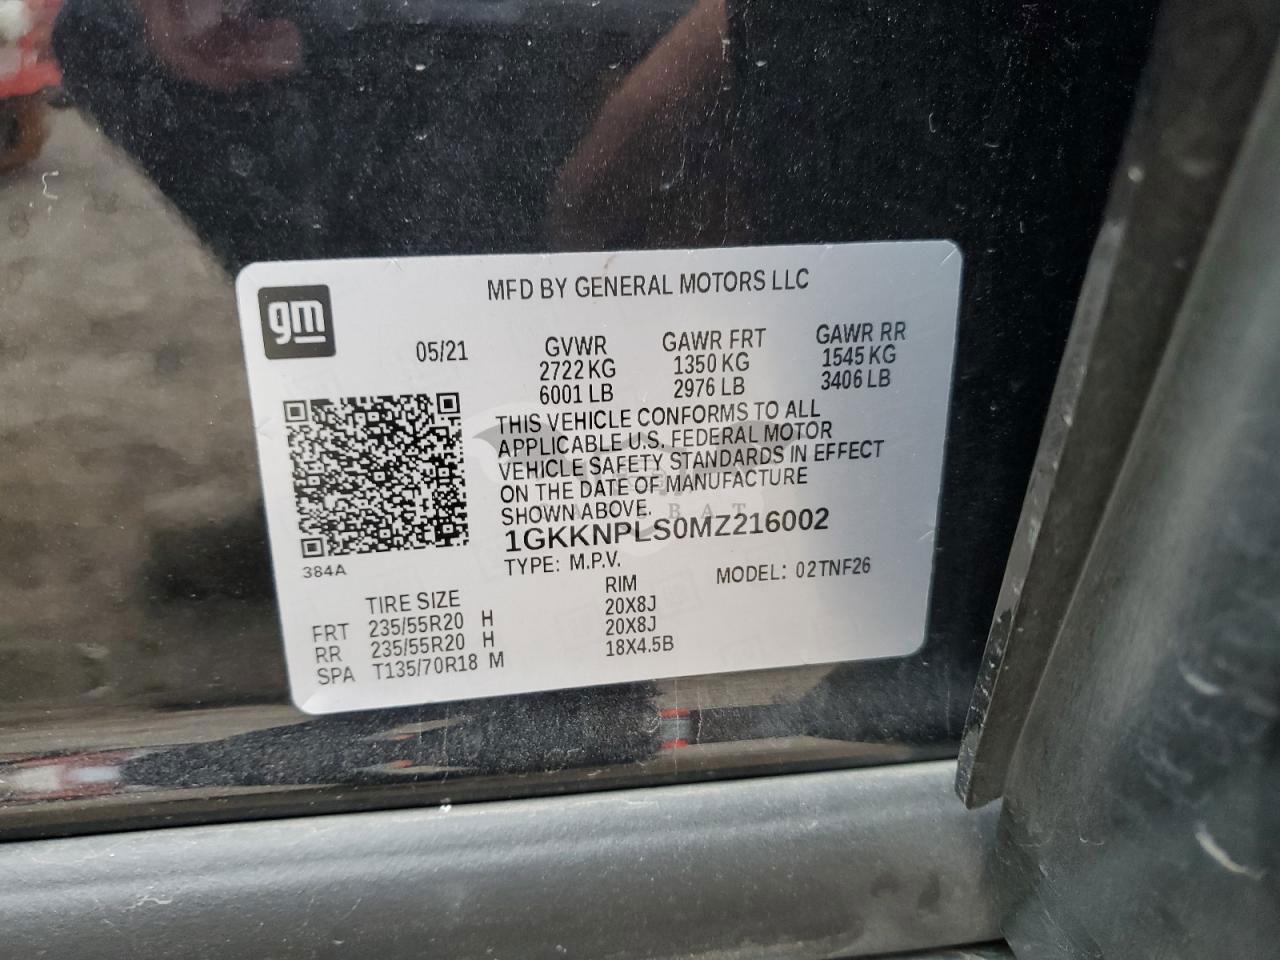 MFD BY GENERAL MOTORS LLC
gm
05/21
GVWR
2722 KG
6001 LB
GAWR FRT
1350 KG
2976 LB
GAWR RR
1545 KG
3406 LB
THIS VEHICLE CONFORMS TO ALL
APPLICABLE U.S. FEDERAL MOTOR
VEHICLE SAFETY STANDARDS IN EFFECT
ON THE DATE OF MANUFACTURE
SHOWN ABOVE.
1GKKNPLS0MZ216002
384A
TYPE: M.P.V.
MODEL: 02TNF26
TIRE SIZE RIM
FRT 235/55R20 H 20X8J
RR 235/55R20 H 20X8J
SPA T135/70R18 M 18X4.5B